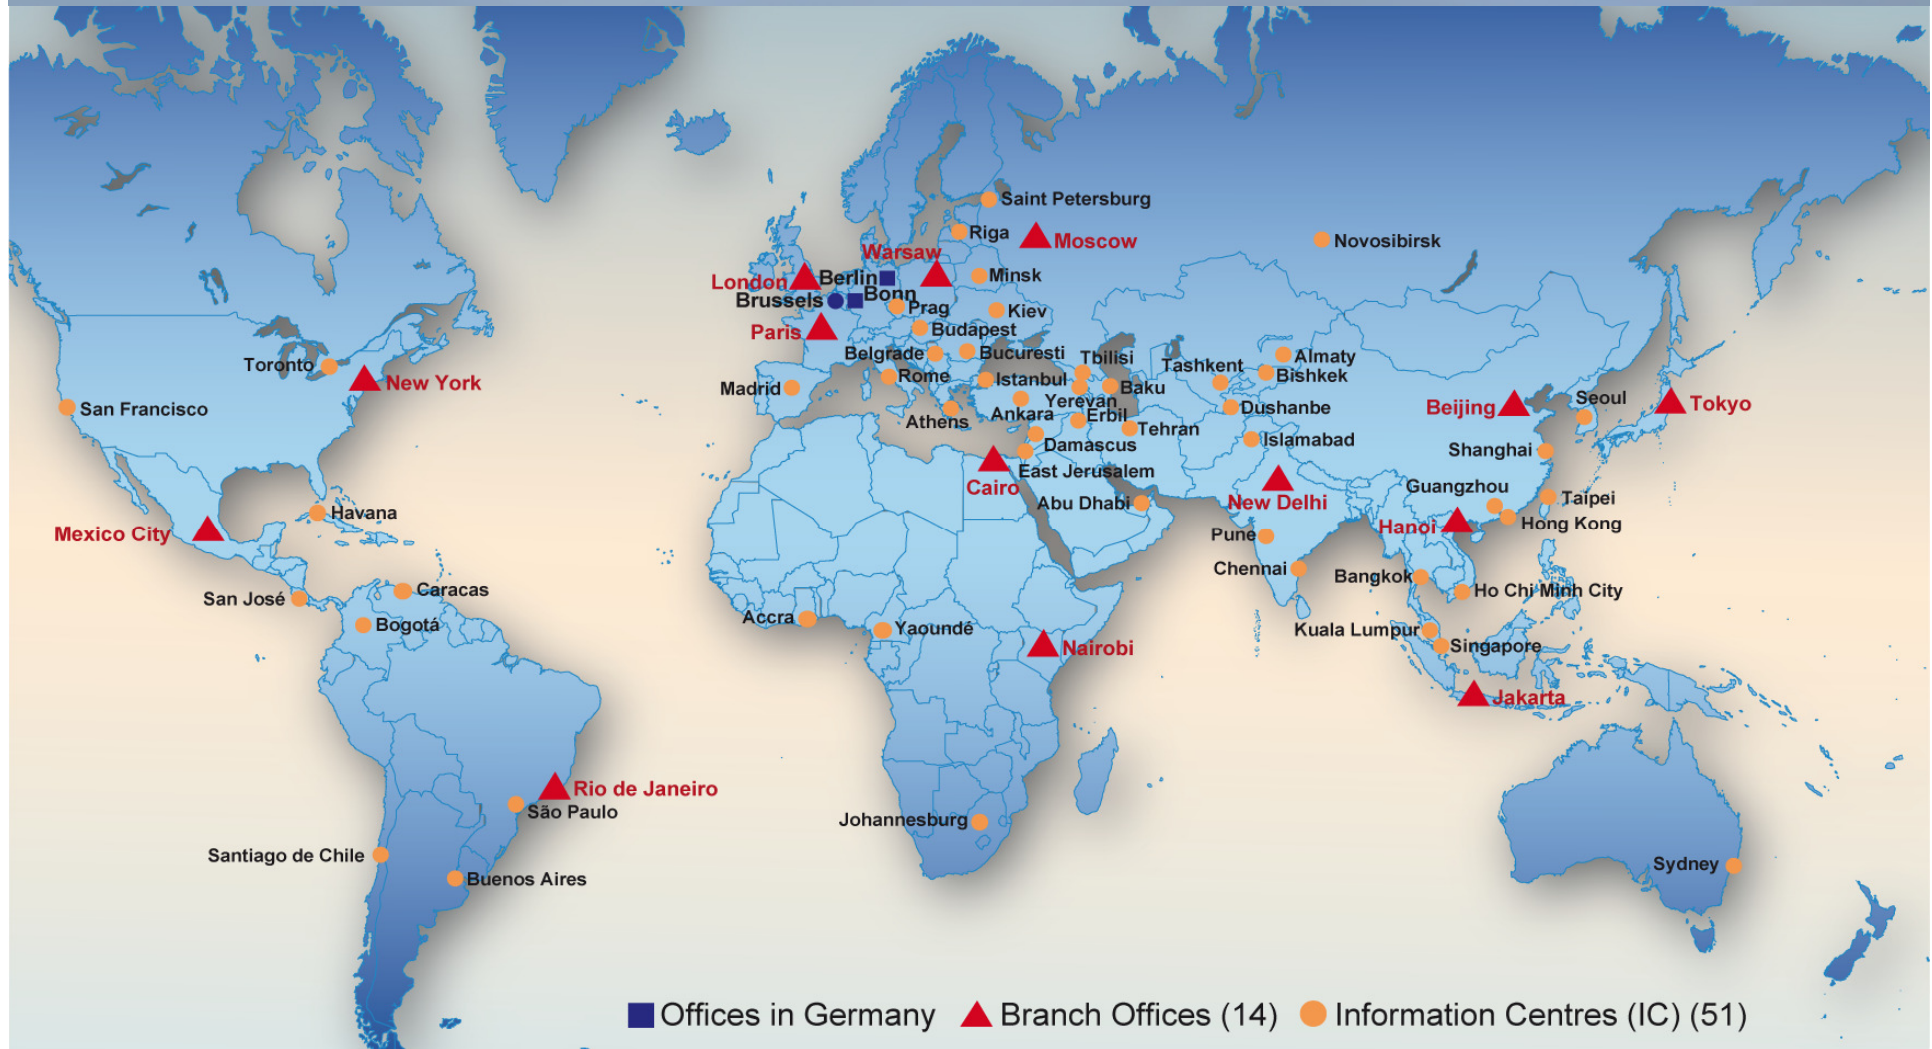 Saint Petersburg
Riga
Moscow
Novosibirsk
Warsaw
London
Berlin
Minsk
Brussels
Bonn
Prag
Kiev
Paris
Budapest
Belgrade
Bucuresti
Tbilisi
Almaty
Toronto
Tashkent
Rome
Istanbul
Bishkek
New York
Madrid
Baku
San Francisco
Yerevan
Dushanbe
Beijing
Seoul
Tokyo
Athens
Ankara
Erbil
Tehran
Damascus
Islamabad
Shanghai
East Jerusalem
Cairo
Abu Dhabi
New Delhi
Guangzhou
Taipei
Havana
Hanoi
Hong Kong
Mexico City
Pune
Chennai
Bangkok
San José
Caracas
Ho Chi Minh City
Bogotá
Accra
Yaoundé
Kuala Lumpur
Nairobi
Singapore
Jakarta
Rio de Janeiro
São Paulo
Johannesburg
Santiago de Chile
Sydney
Buenos Aires
Offices in Germany Branch Offices (14) Information Centres (IC) (51)